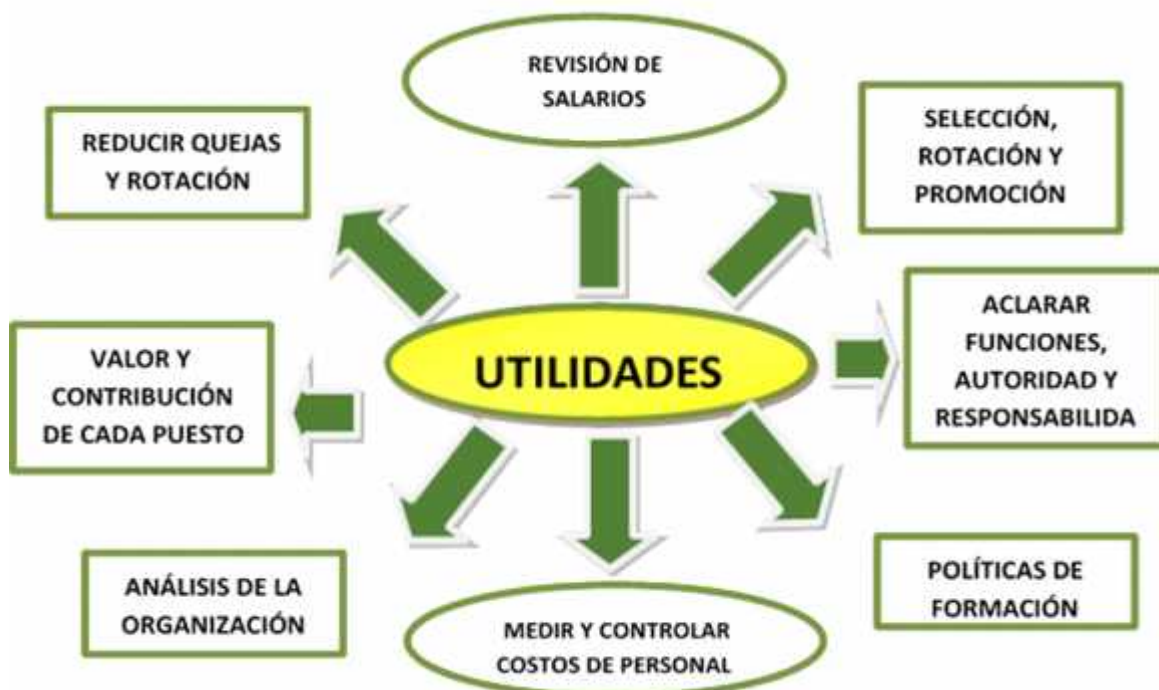 REVISIÓN DE
SALARIOS
REDUCIR QUEJAS
Y ROTACIÓN
SELECCIÓN,
ROTACIÓN Y
PROMOCIÓN
VALOR Y
CONTRIBUCIÓN
DE CADA PUESTO
UTILIDADES
ACLARAR
FUNCIONES,
AUTORIDAD Y
RESPONSABILIDA
ANÁLISIS DE LA
ORGANIZACIÓN
MEDIR Y CONTROLAR
COSTOS DE PERSONAL
POLÍTICAS DE
FORMACIÓN